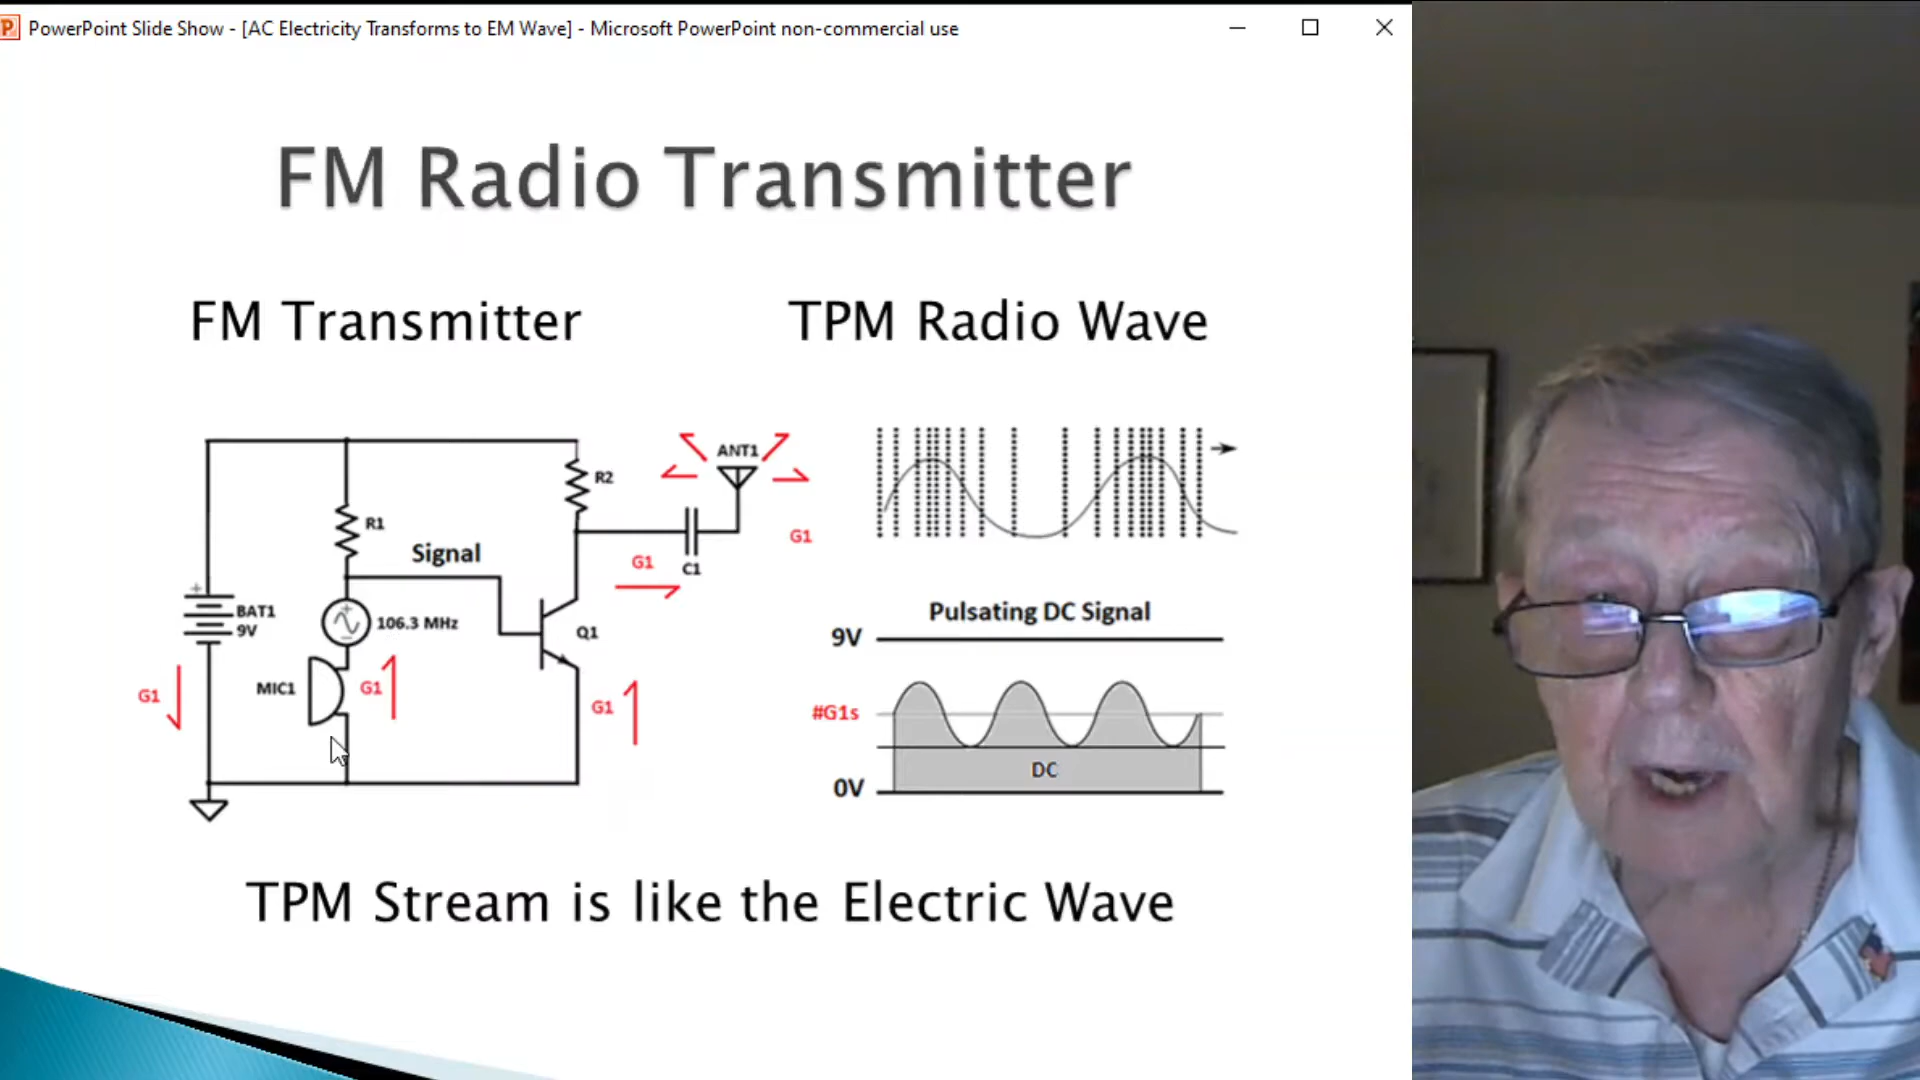 PowerPoint Slide Show - [AC Electricity Transforms to EM Wave] - Microsoft PowerPoint non-commercial use
FM Radio Transmitter
FM Transmitter
TPM Radio Wave
ANT1
R2
R1
Signal
G1
G1
C1
+
BAT1
9V
+
106.3 MHz
Q1
G1
MIC1
G1
G1
Pulsating DC Signal
9V
#G1s
DC
0V
TPM Stream is like the Electric Wave